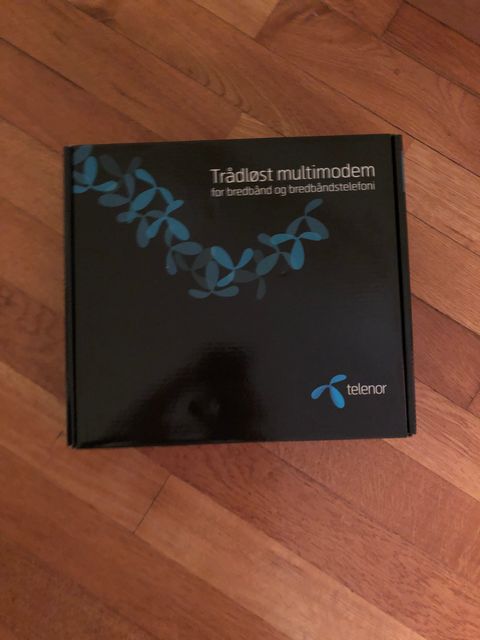 Trådløst multimodem
for bredbånd og bredbåndstelefoni
telenor